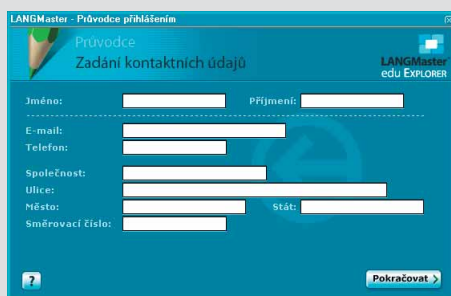 LANGMaster - Průvodce přihlášením
Průvodce
Zadání kontaktních údajů
LANGMaster
edu EXPLORER
Jméno: Příjmení:
E-mail:
Telefon:
Společnost:
Ulice:
Město: Stát:
Směrovací číslo:
? Pokračovat >